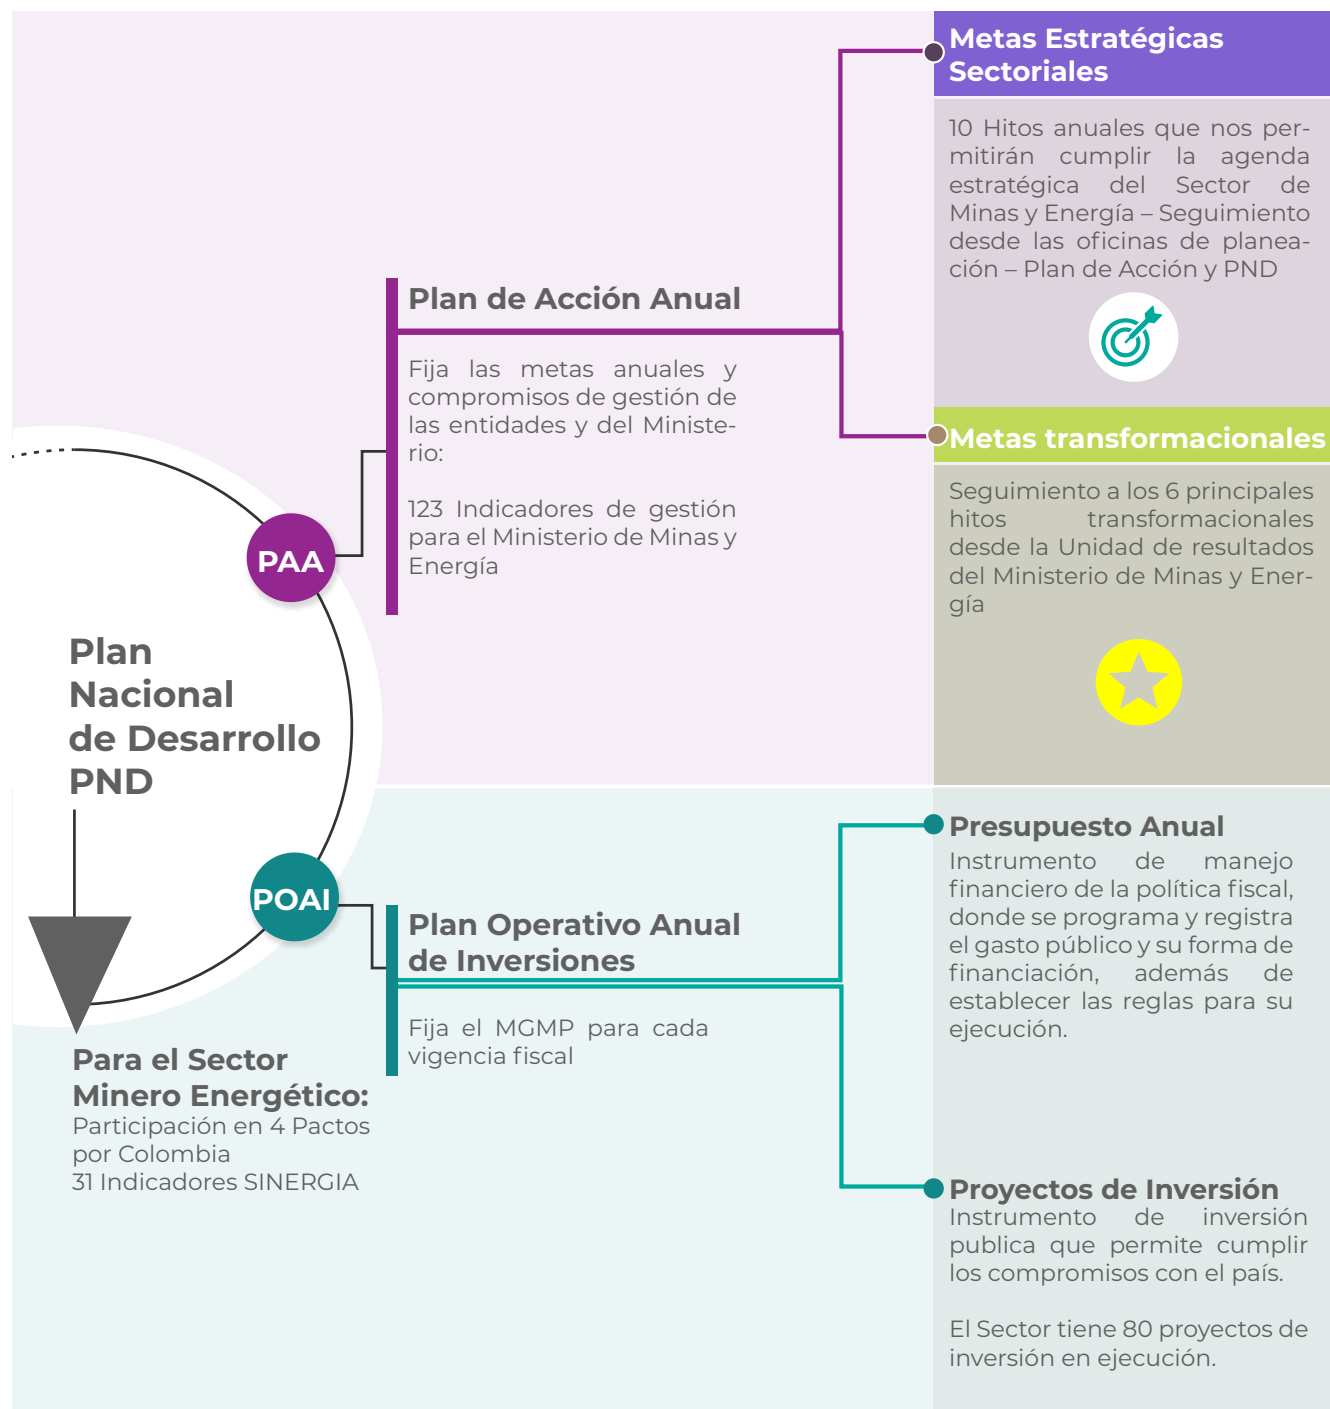 Metas Estratégicas
Sectoriales
10 Hitos anuales que nos per-
mitirán cumplir la agenda
estratégica del Sector de
Minas y Energía – Seguimiento
desde las oficinas de planea-
ción – Plan de Acción y PND
Plan de Acción Anual
Fija las metas anuales y
compromisos de gestión de
las entidades y del Ministe-
rio:
123 Indicadores de gestión
para el Ministerio de Minas y
Energía
Metas transformacionales
Seguimiento a los 6 principales
hitos transformacionales
desde la Unidad de resultados
del Ministerio de Minas y Ener-
gía
PAA
Plan
Nacional
de Desarrollo
PND
POAI
Plan Operativo Anual
de Inversiones
Fija el MGMP para cada
vigencia fiscal
Presupuesto Anual
Instrumento de manejo
financiero de la política fiscal,
donde se programa y registra
el gasto público y su forma de
financiación, además de
establecer las reglas para su
ejecución.
Para el Sector
Minero Energético:
Participación en 4 Pactos
por Colombia
31 Indicadores SINERGIA
Proyectos de Inversión
Instrumento de inversión
publica que permite cumplir
los compromisos con el país.
El Sector tiene 80 proyectos de
inversión en ejecución.